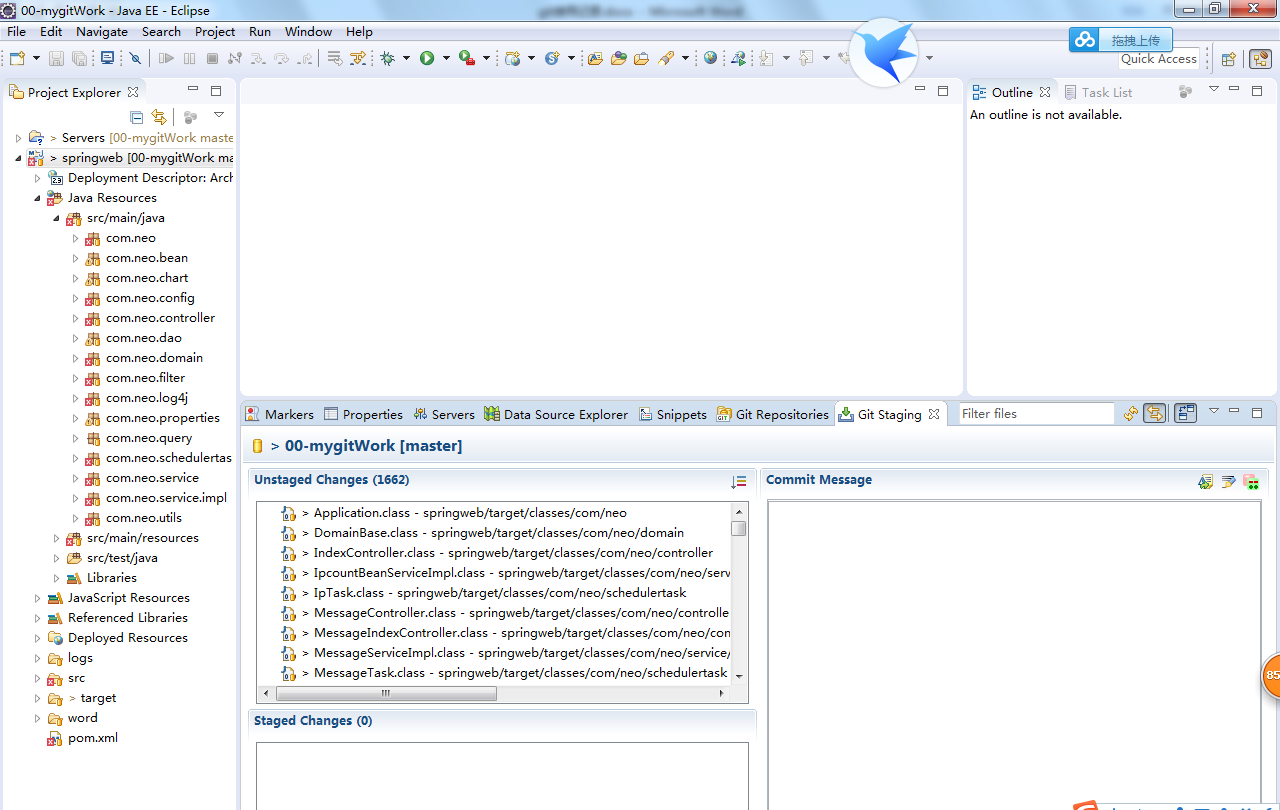 00-mygitWork - Java EE - Eclipse
File Edit Navigate Search Project Run Window Help
拖拽上传
Quick Access
Project Explorer
Outline
Task List
An outline is not available.
> Servers [00-mygitWork maste
> springweb [00-mygitWork ma
Deployment Descriptor: Arch
Java Resources
src/main/java
com.neo
com.neo.bean
com.neo.chart
com.neo.config
com.neo.controller
com.neo.dao
com.neo.domain
com.neo.filter
com.neo.log4j
com.neo.properties
com.neo.query
com.neo.schedulertas
com.neo.service
com.neo.service.impl
com.neo.utils
src/main/resources
src/test/java
Libraries
JavaScript Resources
Referenced Libraries
Deployed Resources
logs
src
> target
word
pom.xml
Markers Properties Servers Data Source Explorer Snippets Git Repositories Git Staging
Filter files
> 00-mygitWork [master]
Unstaged Changes (1662)
> Application.class - springweb/target/classes/com/neo
> DomainBase.class - springweb/target/classes/com/neo/domain
> IndexController.class - springweb/target/classes/com/neo/controller
> IpcountBeanServiceImpl.class - springweb/target/classes/com/neo/serv
> IpTask.class - springweb/target/classes/com/neo/schedulertask
> MessageController.class - springweb/target/classes/com/neo/controlle
> MessageIndexController.class - springweb/target/classes/com/neo/con
> MessageServiceImpl.class - springweb/target/classes/com/neo/service/
> MessageTask.class - springweb/target/classes/com/neo/schedulertask
Staged Changes (0)
Commit Message
85